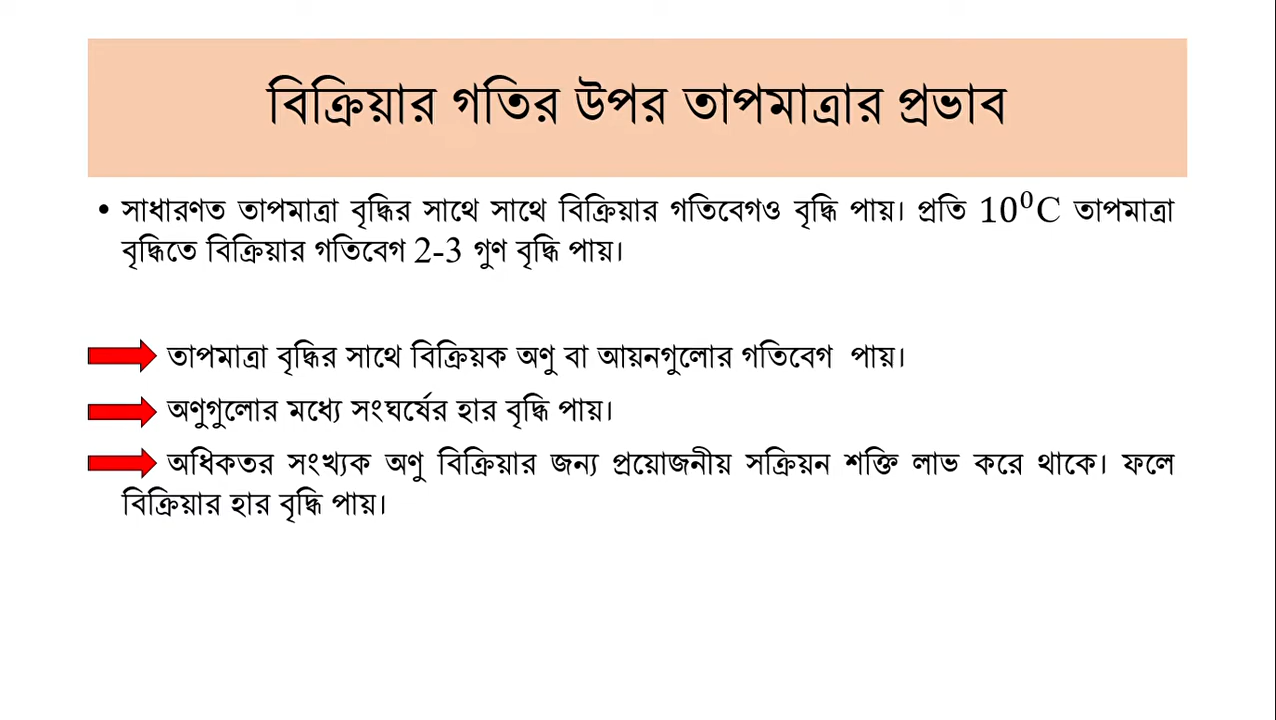 বিক্রিয়ার গতির উপর তাপমাত্রার প্রভাব
• সাধারণত তাপমাত্রা বৃদ্ধির সাথে সাথে বিক্রিয়ার গতিবেগও বৃদ্ধি পায়। প্রতি 10⁰C তাপমাত্রা
বৃদ্ধিতে বিক্রিয়ার গতিবেগ 2-3 গুণ বৃদ্ধি পায়।
তাপমাত্রা বৃদ্ধির সাথে বিক্রিয়ক অণু বা আয়নগুলোর গতিবেগ পায়।
অণুগুলোর মধ্যে সংঘর্ষের হার বৃদ্ধি পায়।
অধিকতর সংখ্যক অণু বিক্রিয়ার জন্য প্রয়োজনীয় সক্রিয়ন শক্তি লাভ করে থাকে। ফলে
বিক্রিয়ার হার বৃদ্ধি পায়।